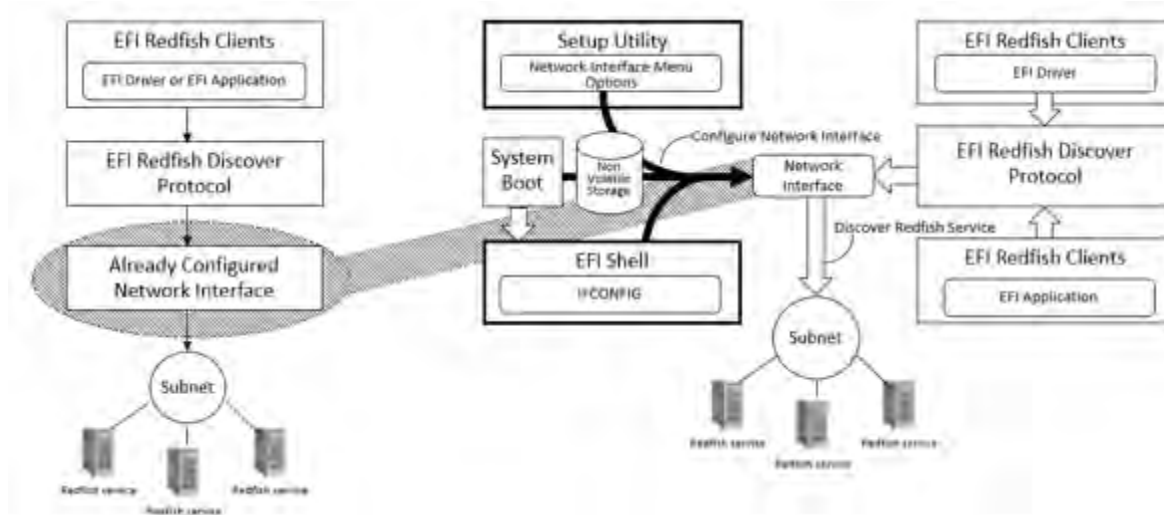 EFI Redfish Clients
EFI Driver or EFI Application
EFI Redfish Discover
Protocol
Already Configured
Network Interface
Subnet
Redfish service
Redfish service
Redfish service
Setup Utility
Network Interface Menu
Options
Configure Network Interface
System
Boot
Non
Volatile
Storage
Network
Interface
EFI Shell
IFCONFIG
Discover Redfish Service
Subnet
Redfish service
Redfish service
Redfish service
EFI Redfish Clients
EFI Driver
EFI Redfish Discover
Protocol
EFI Redfish Clients
EFI Application